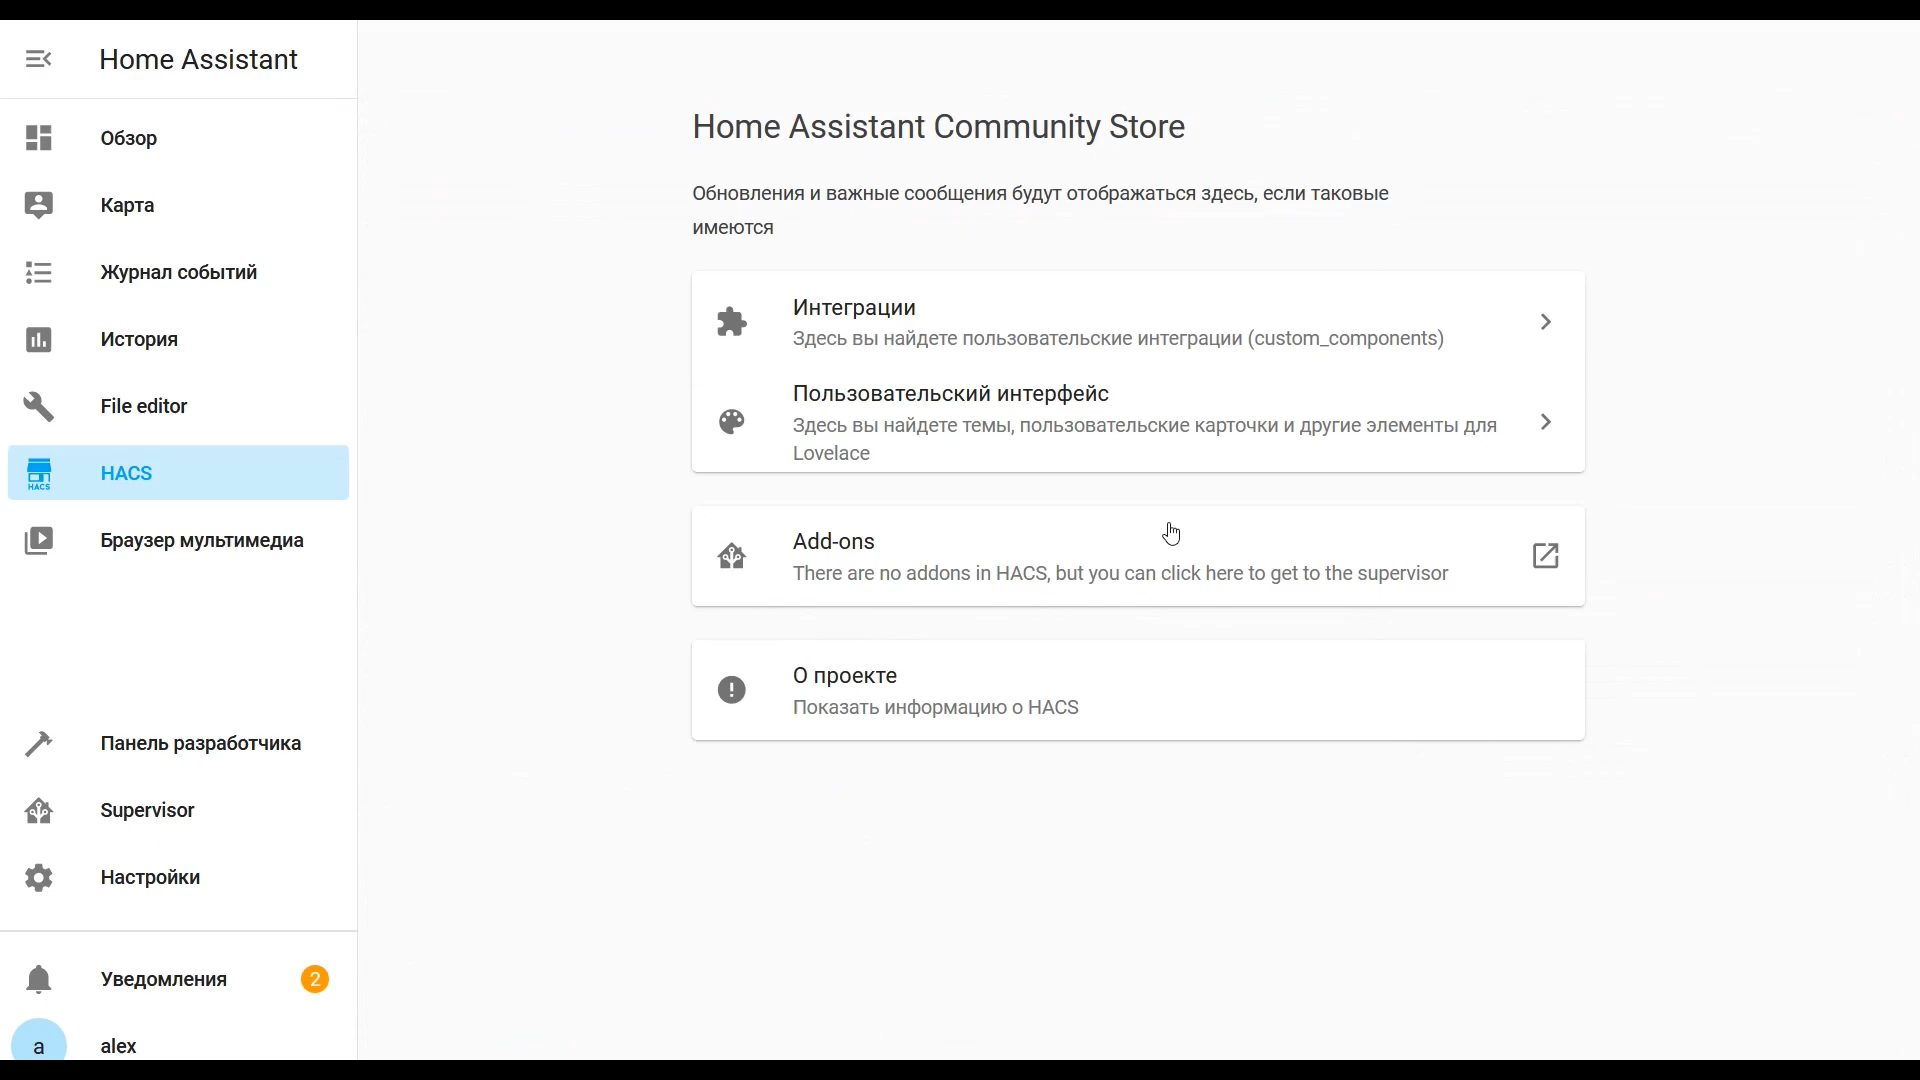 Home Assistant
Обзор
Карта
Журнал событий
История
File editor
HACS
HACS
Браузер мультимедиа
Панель разработчика
Supervisor
Настройки
Уведомления
2
a
alex
Home Assistant Community Store
Обновления и важные сообщения будут отображаться здесь, если таковые
имеются
Интеграции
Здесь вы найдете пользовательские интеграции (custom_components)
Пользовательский интерфейс
Здесь вы найдете темы, пользовательские карточки и другие элементы для
Lovelace
Add-ons
There are no addons in HACS, but you can click here to get to the supervisor
О проекте
Показать информацию о HACS